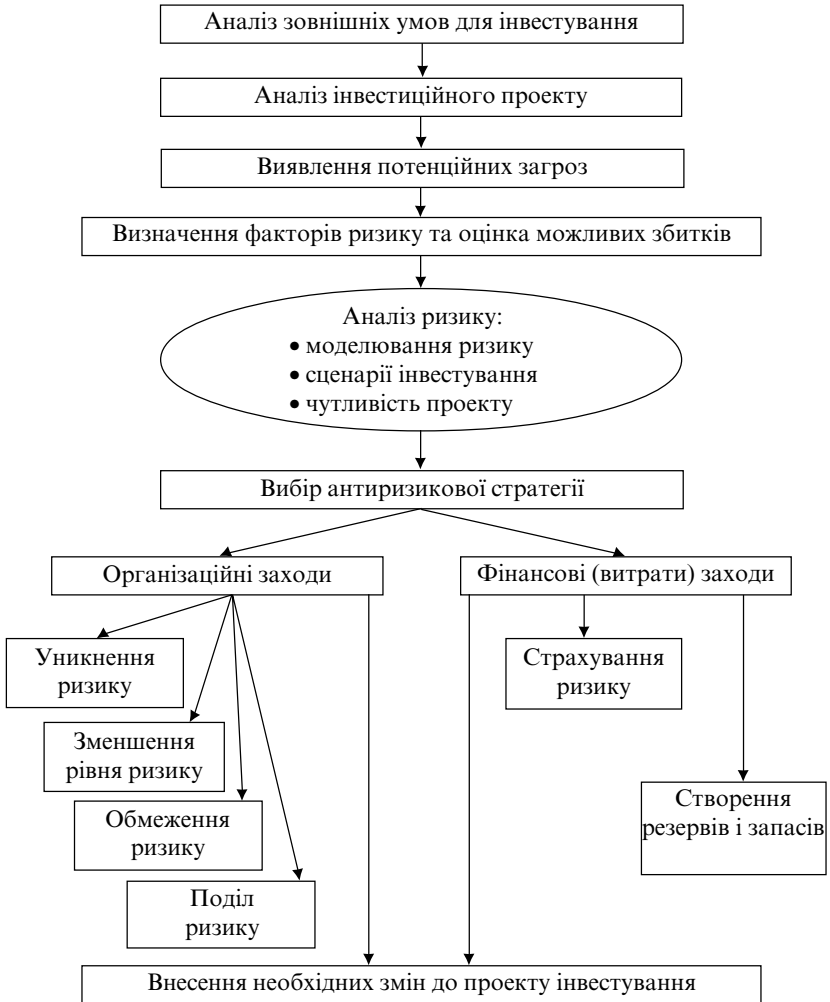 Аналіз зовнішніх умов для інвестування
Аналіз інвестиційного проекту
Виявлення потенційних загроз
Визначення факторів ризику та оцінка можливих збитків
Аналіз ризику:
• моделювання ризику
• сценарії інвестування
• чутливість проекту
Вибір антиризикової стратегії
Організаційні заходи
Фінансові (витрати) заходи
Уникнення
ризику
Страхування
ризику
Зменшення
рівня ризику
Обмеження
ризику
Створення
резервів і запасів
Поділ
ризику
Внесення необхідних змін до проекту інвестування